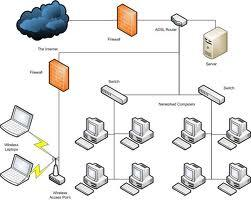 Firewall
ADSL Router
The Internet
Server
Firewall
Switch
Switch
Networked Computers
Wireless
Laptops
Wireless
Access Point